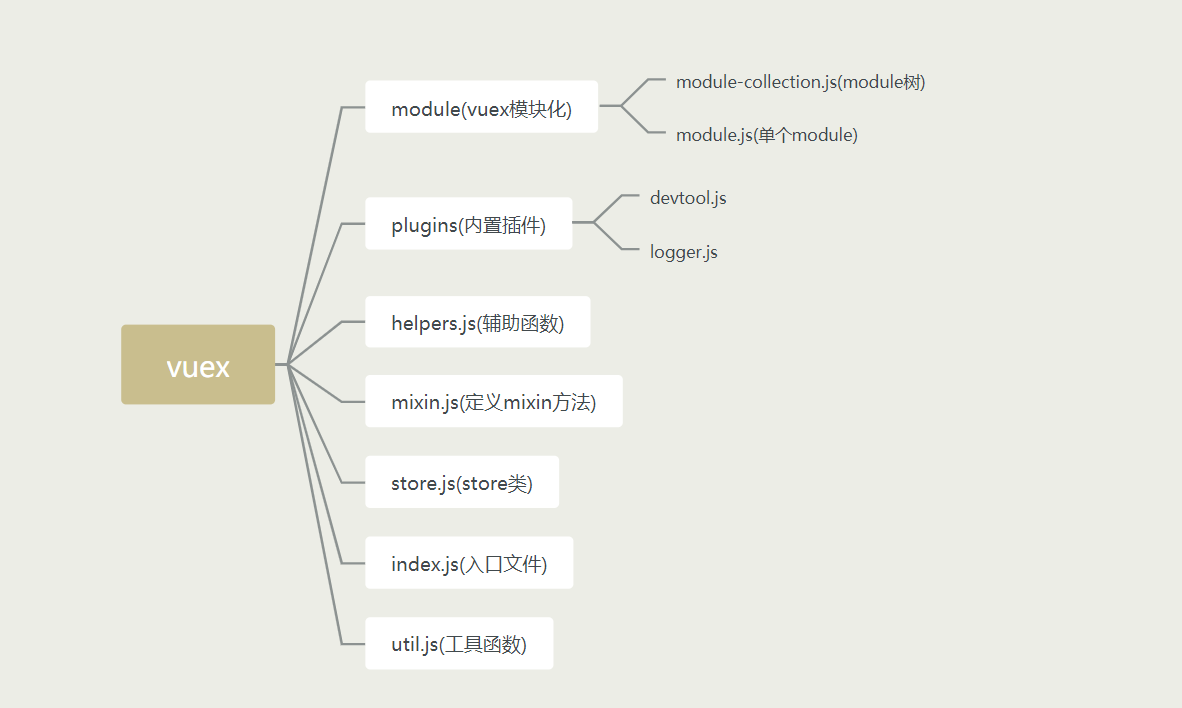 vuex
module(vuex模块化)
module-collection.js(module树)
module.js(单个module)
plugins(内置插件)
devtool.js
logger.js
helpers.js(辅助函数)
mixin.js(定义mixin方法)
store.js(store类)
index.js(入口文件)
util.js(工具函数)